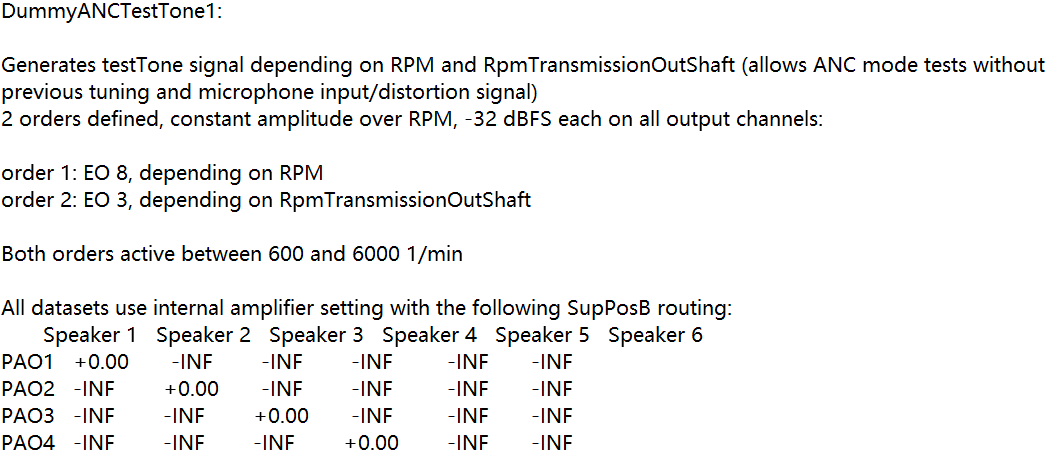 DummyANCTestTone1:
Generates testTone signal depending on RPM and RpmTransmissionOutShaft (allows ANC mode tests without
previous tuning and microphone input/distortion signal)
2 orders defined, constant amplitude over RPM, -32 dBFS each on all output channels:
order 1: EO 8, depending on RPM
order 2: EO 3, depending on RpmTransmissionOutShaft
Both orders active between 600 and 6000 1/min
All datasets use internal amplifier setting with the following SupPosB routing:
Speaker 1 Speaker 2 Speaker 3 Speaker 4 Speaker 5 Speaker 6
PAO1 +0.00 -INF -INF -INF -INF -INF
PAO2 -INF +0.00 -INF -INF -INF -INF
PAO3 -INF -INF +0.00 -INF -INF -INF
PAO4 -INF -INF -INF +0.00 -INF -INF